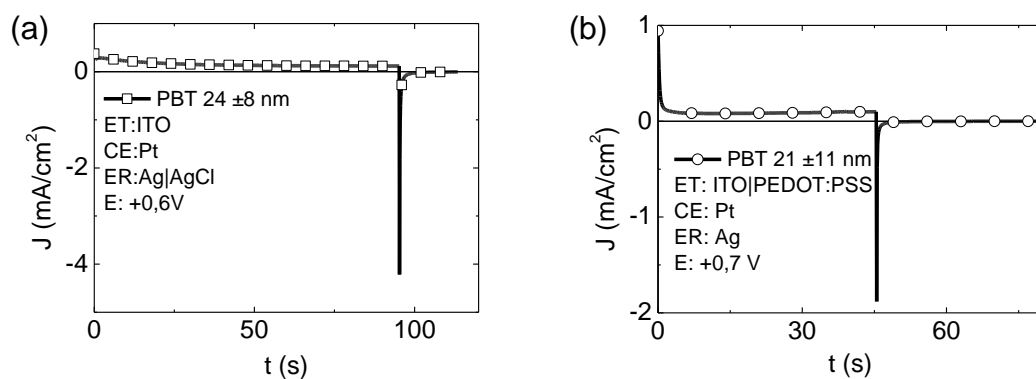 (a)
0
-2
-4
J (mA/cm²)
PBT 24 ±8 nm
ET:ITO
CE:Pt
ER:Ag|AgCl
E: +0,6V
0
50
100
t (s)
(b)
1
0
-1
-2
J (mA/cm²)
PBT 21 ±11 nm
ET: ITO|PEDOT:PSS
CE: Pt
ER: Ag
E: +0,7 V
0
30
60
t (s)